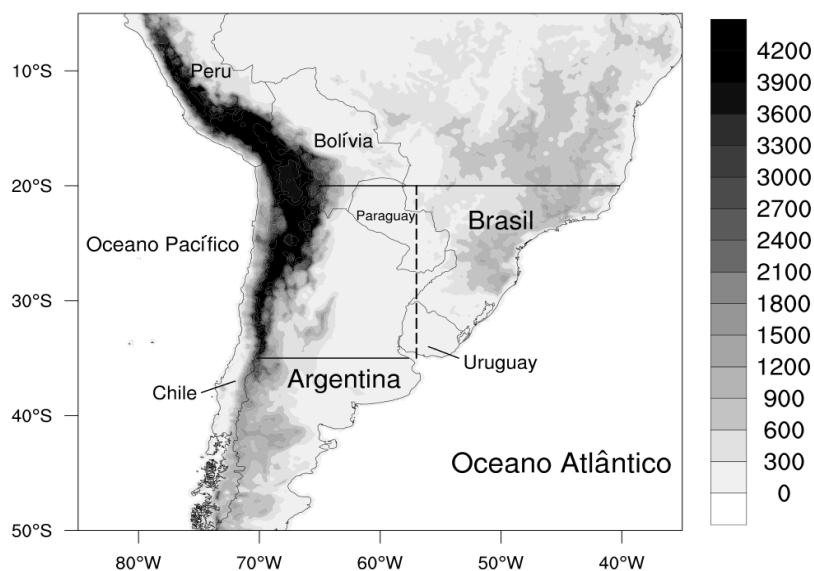 10°S
20°S
30°S
40°S
50°S
80°W
70°W
60°W
50°W
40°W
Peru
Bolívia
Paraguay
Brasil
Oceano Pacífico
Uruguay
Argentina
Chile
Oceano Atlântico
4200
3900
3600
3300
3000
2700
2400
2100
1800
1500
1200
900
600
300
0